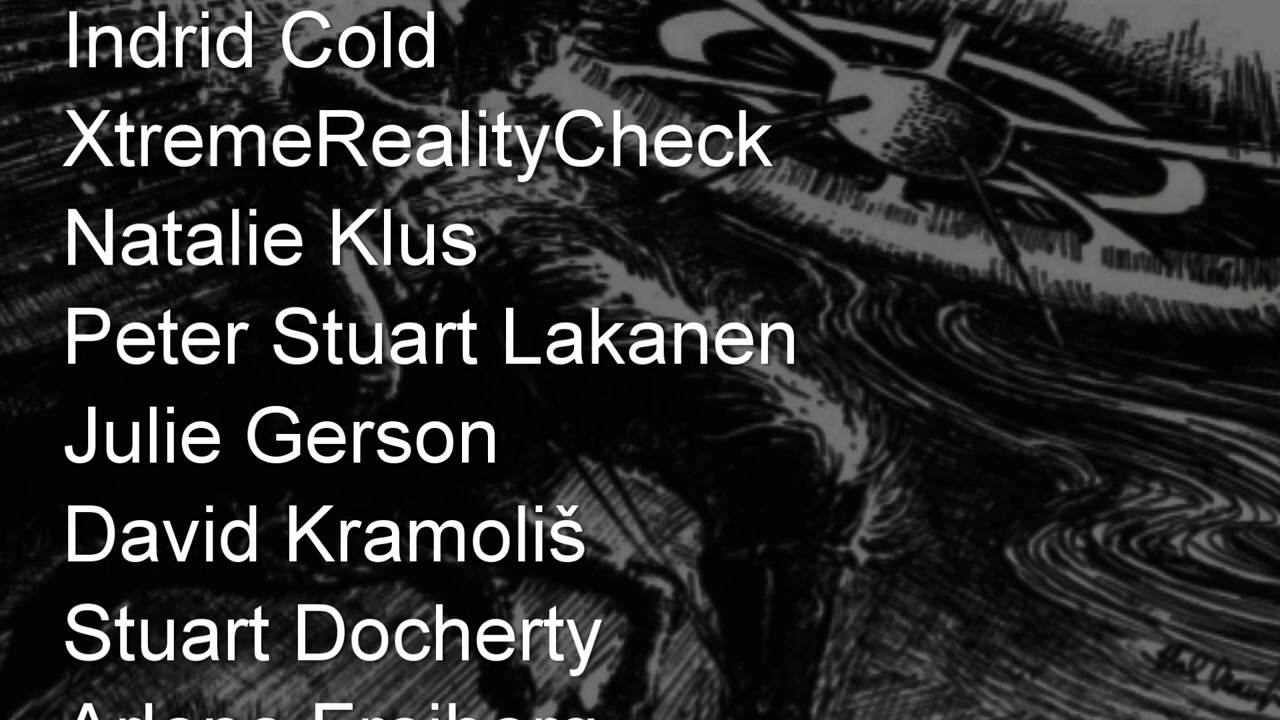 Indrid Cold
XtremeRealityCheck
Natalie Klus
Peter Stuart Lakanen
Julie Gerson
David Kramoliš
Stuart Docherty